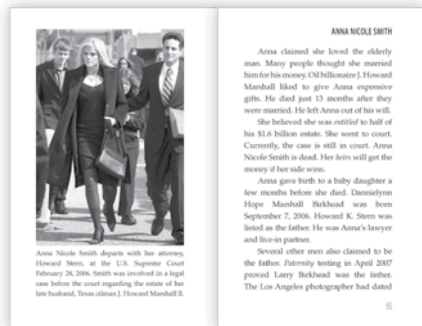 Anna Nicole Smith departs with her attorney,
Howard Stern, at the U.S. Supreme Court
February 28, 2006. Smith was involved in a legal
case before the court regarding the estate of her
late husband, Texas oilman J. Howard Marshall II.
ANNA NICOLE SMITH
Anna claimed she loved the elderly
man. Many people thought she married
him for his money. Oil billionaire J. Howard
Marshall liked to give Anna expensive
gifts. He died just 13 months after they
were married. He left Anna out of his will.
She believed she was entitled to half of
his $1.6 billion estate. She went to court.
Currently, the case is still in court. Anna
Nicole Smith is dead. Her heirs will get the
money if her side wins.
Anna gave birth to a baby daughter a
few months before she died. Dannielynn
Hope Marshall Birkhead was born
September 7, 2006. Howard K. Stern was
listed as the father. He was Anna's lawyer
and live-in partner.
Several other men also claimed to be
the father. Paternity testing in April 2007
proved Larry Birkhead was the father.
The Los Angeles photographer had dated
55